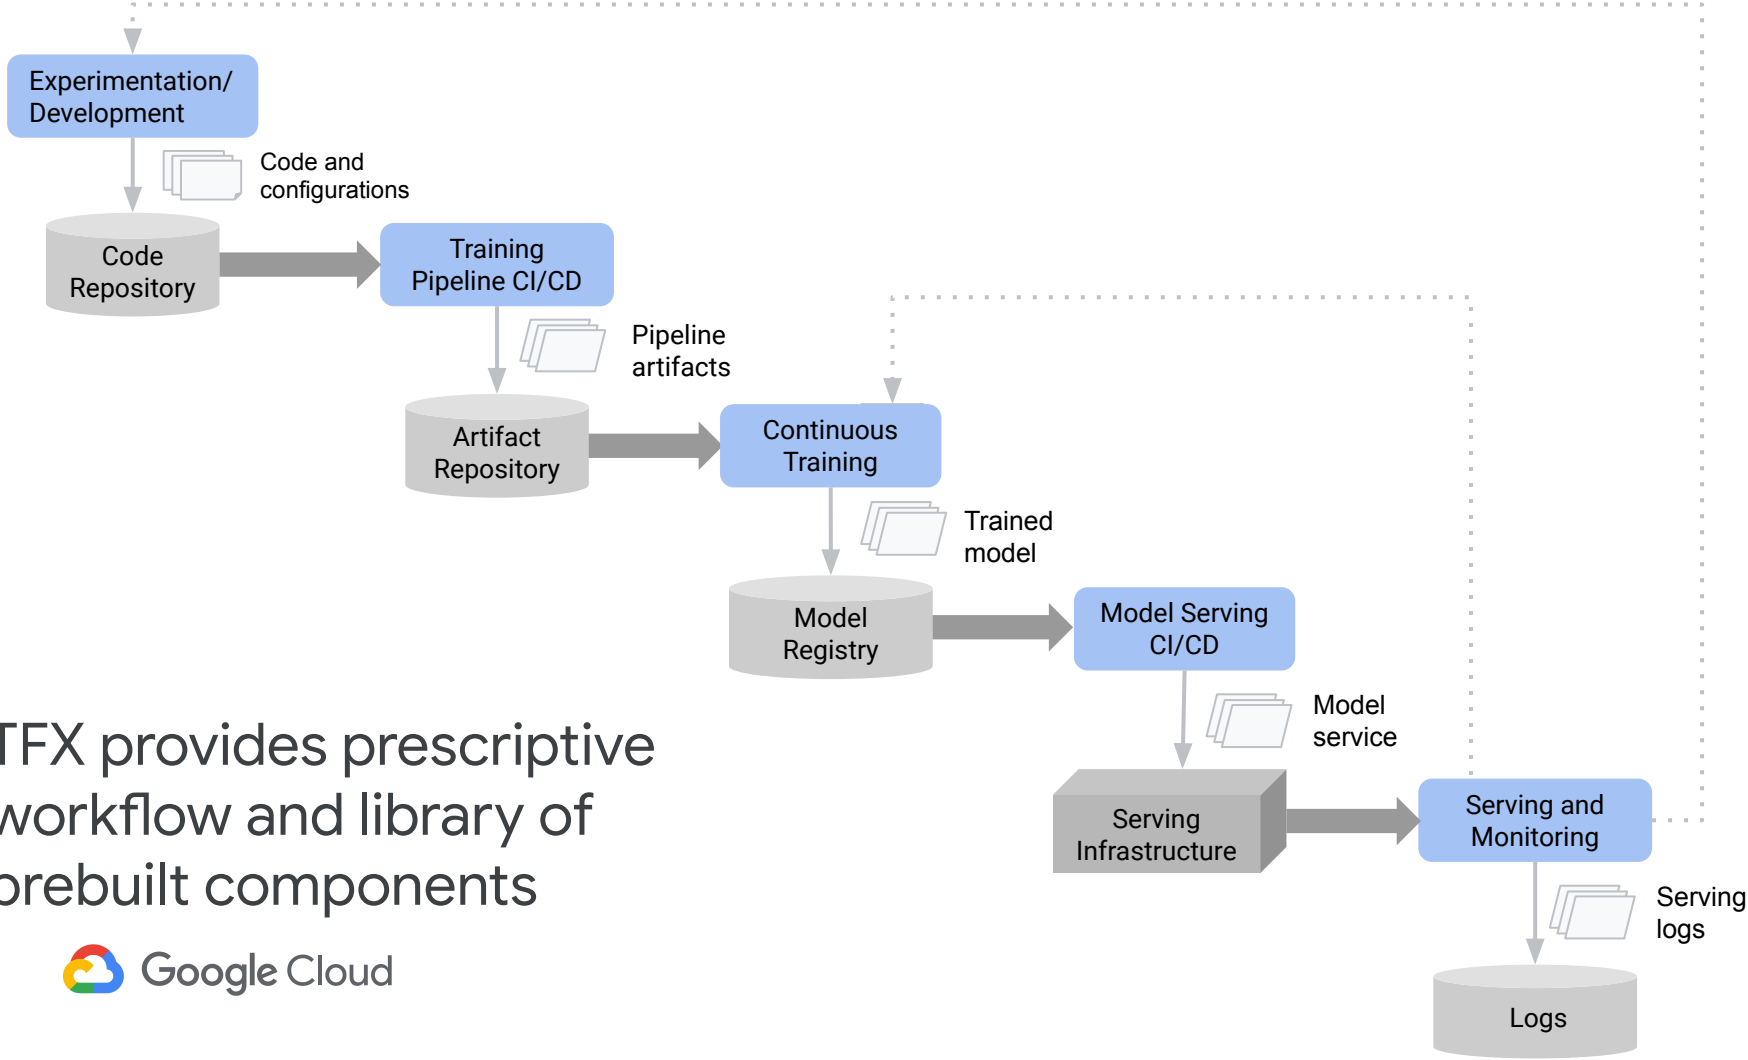 Experimentation/
Development
Code and
configurations
Code
Repository
Training
Pipeline CI/CD
Pipeline
artifacts
Artifact
Repository
Continuous
Training
Trained
model
Model
Registry
Model Serving
CI/CD
Model
service
Serving
Infrastructure
Serving and
Monitoring
Serving
logs
Logs
TFX provides prescriptive
workflow and library of
prebuilt components
Google Cloud